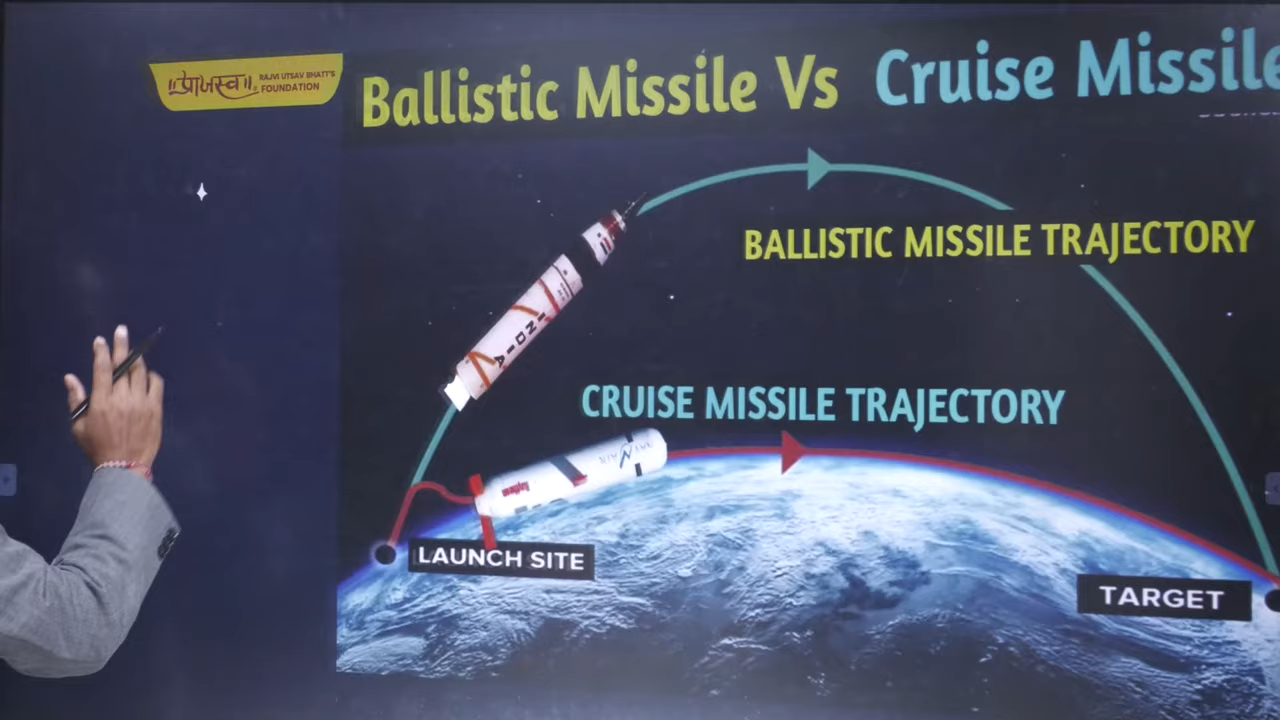 ॥प्राजस्व॥
RAJVI UTSAV BHATT'S
FOUNDATION
Ballistic Missile Vs Cruise Missile
BALLISTIC MISSILE TRAJECTORY
INDIA
CRUISE MISSILE TRAJECTORY
LAUNCH SITE
TARGET